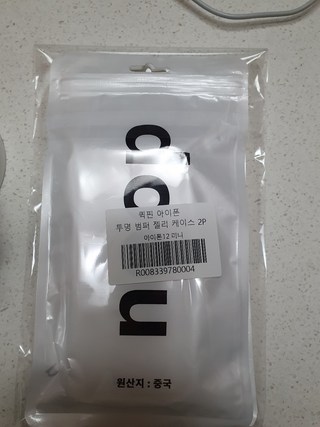 퀵핀 아이폰
투명 범퍼 젤리 케이스 2P
아이폰12 미니
R008339780004
원산지 : 중국